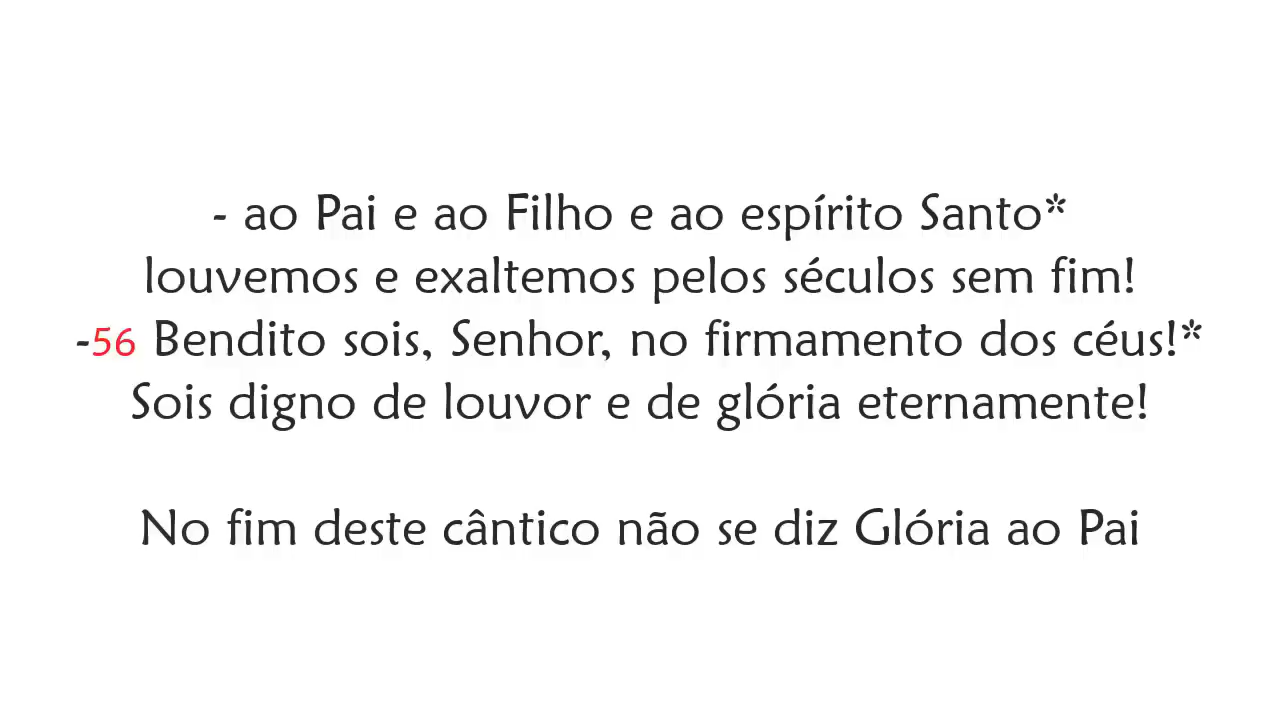 - ao Pai e ao Filho e ao espírito Santo*
louvemos e exaltemos pelos séculos sem fim!
-56 Bendito sois, Senhor, no firmamento dos céus!*
Sois digno de louvor e de glória eternamente!
No fim deste cântico não se diz Glória ao Pai